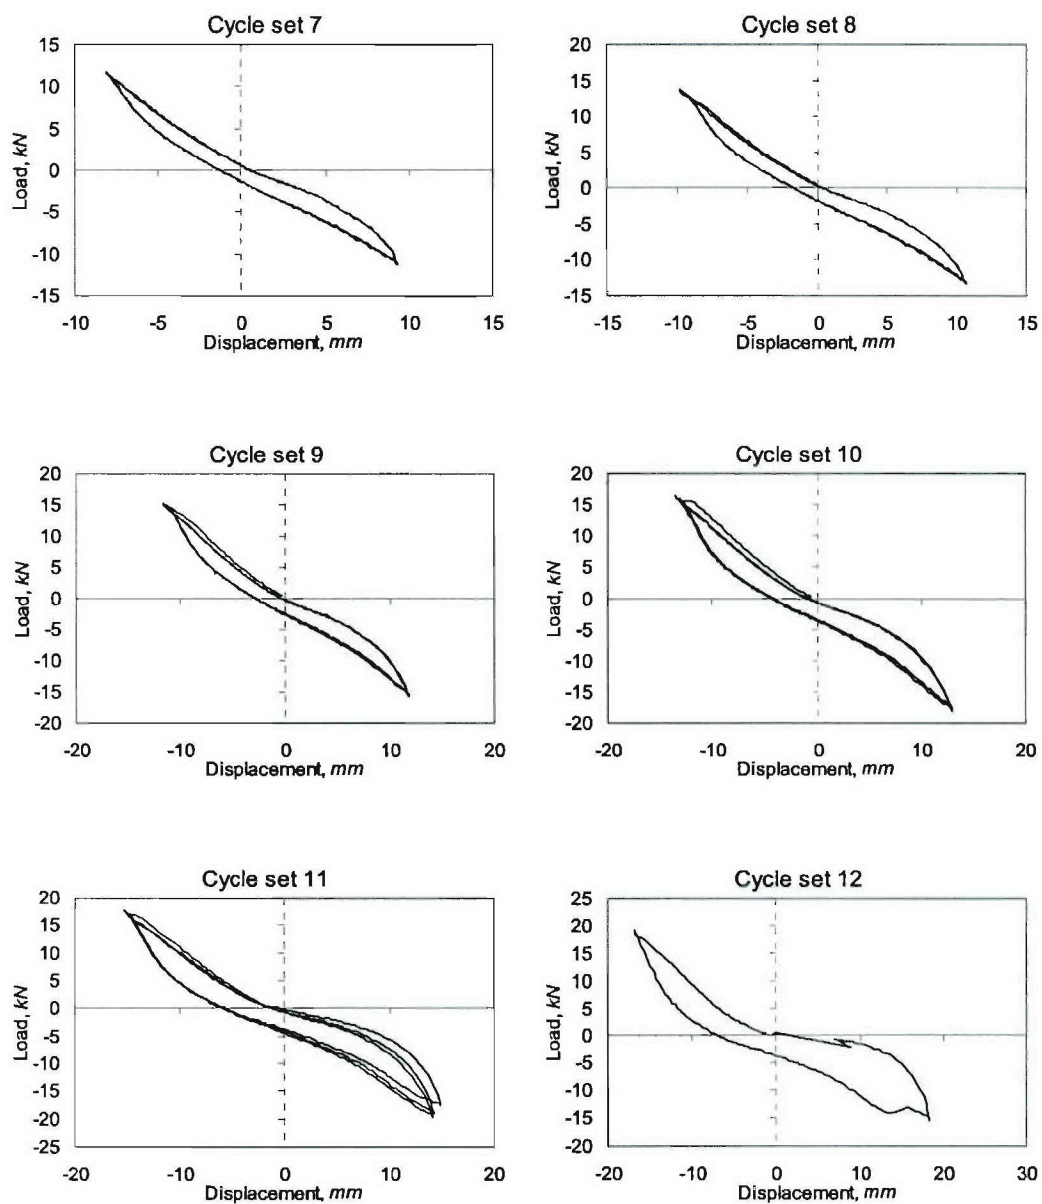 Cycle set 7
15
10
5
0
-5
-10
-15
Load, kN
-10 -5 0 5 10 15
Displacement, mm
Cycle set 8
20
15
10
5
0
-5
-10
-15
Load, kN
-15 -10 -5 0 5 10 15
Displacement, mm
Cycle set 9
20
15
10
5
0
-5
-10
-15
-20
Load, kN
-20 -10 0 10 20
Displacement, mm
Cycle set 10
20
15
10
5
0
-5
-10
-15
-20
Load, kN
-20 -10 0 10 20
Displacement, mm
Cycle set 11
20
15
10
5
0
-5
-10
-15
-20
-25
Load, kN
-20 -10 0 10 20
Displacement, mm
Cycle set 12
25
20
15
10
5
0
-5
-10
-15
-20
Load, kN
-20 -10 0 10 20 30
Displacement, mm